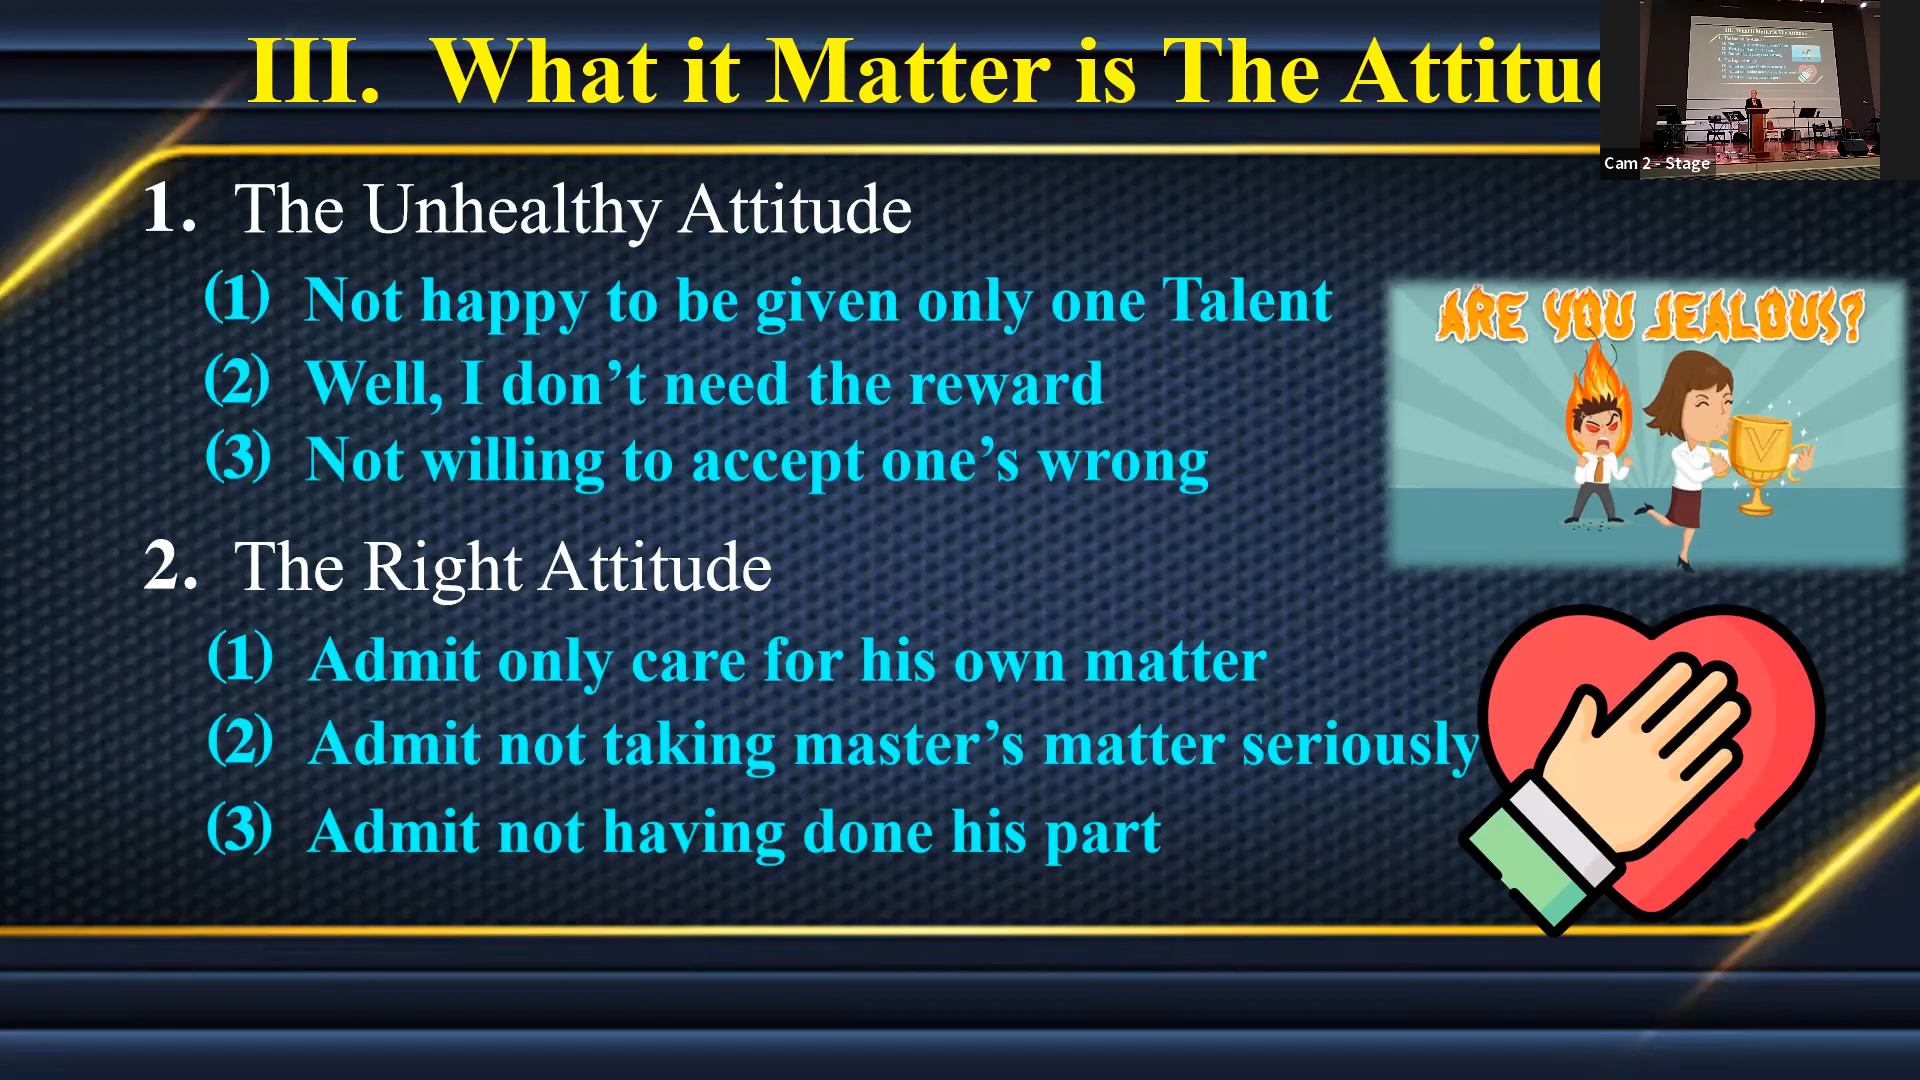 III. What it Matter is The Attitud
Cam 2 - Stage
1. The Unhealthy Attitude
(1) Not happy to be given only one Talent
(2) Well, I don’t need the reward
(3) Not willing to accept one’s wrong
ARE YOU JEALOUS?
2. The Right Attitude
(1) Admit only care for his own matter
(2) Admit not taking master’s matter seriously
(3) Admit not having done his part